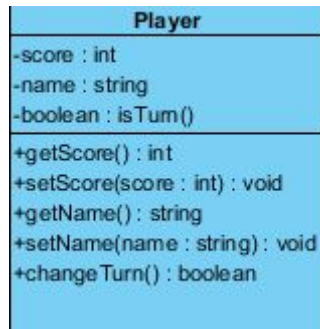 Player
-score : int
-name : string
-boolean : isTurn()
+getScore() : int
+setScore(score : int) : void
+getName() : string
+setName(name : string) : void
+changeTurn() : boolean